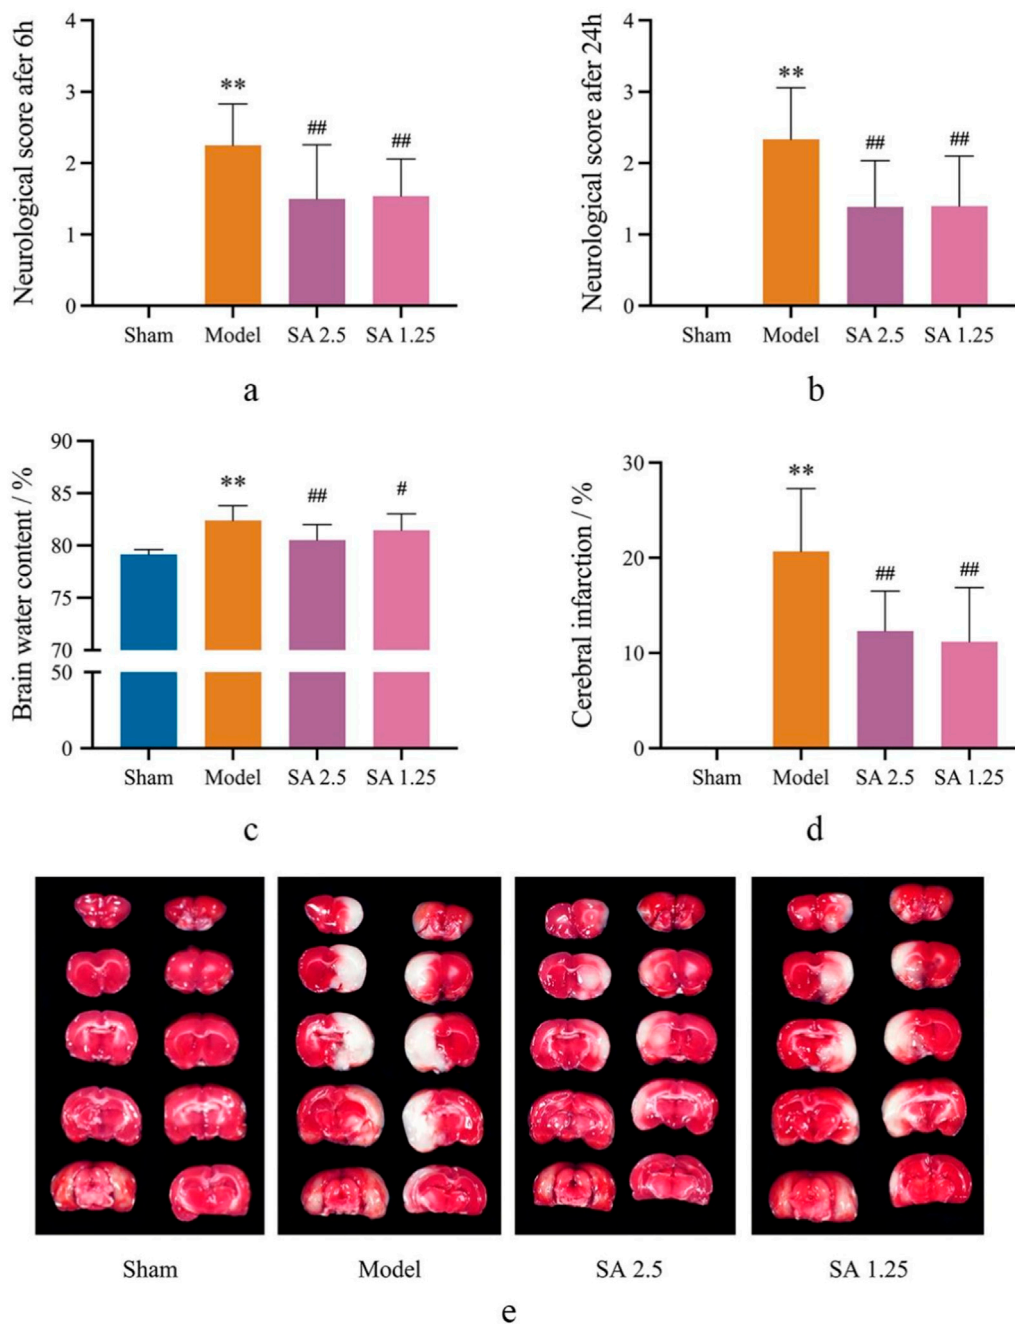 Neurological score afer 6h
4
3
2
1
0
**
##
##
Sham Model SA 2.5 SA 1.25
a
Neurological score afer 24h
4
3
2
1
0
**
##
##
Sham Model SA 2.5 SA 1.25
b
Brain water content / %
90
85
80
75
70
50
0
**
##
#
Sham Model SA 2.5 SA 1.25
c
Cerebral infarction / %
30
20
10
0
**
##
##
Sham Model SA 2.5 SA 1.25
d
Sham Model SA 2.5 SA 1.25
e